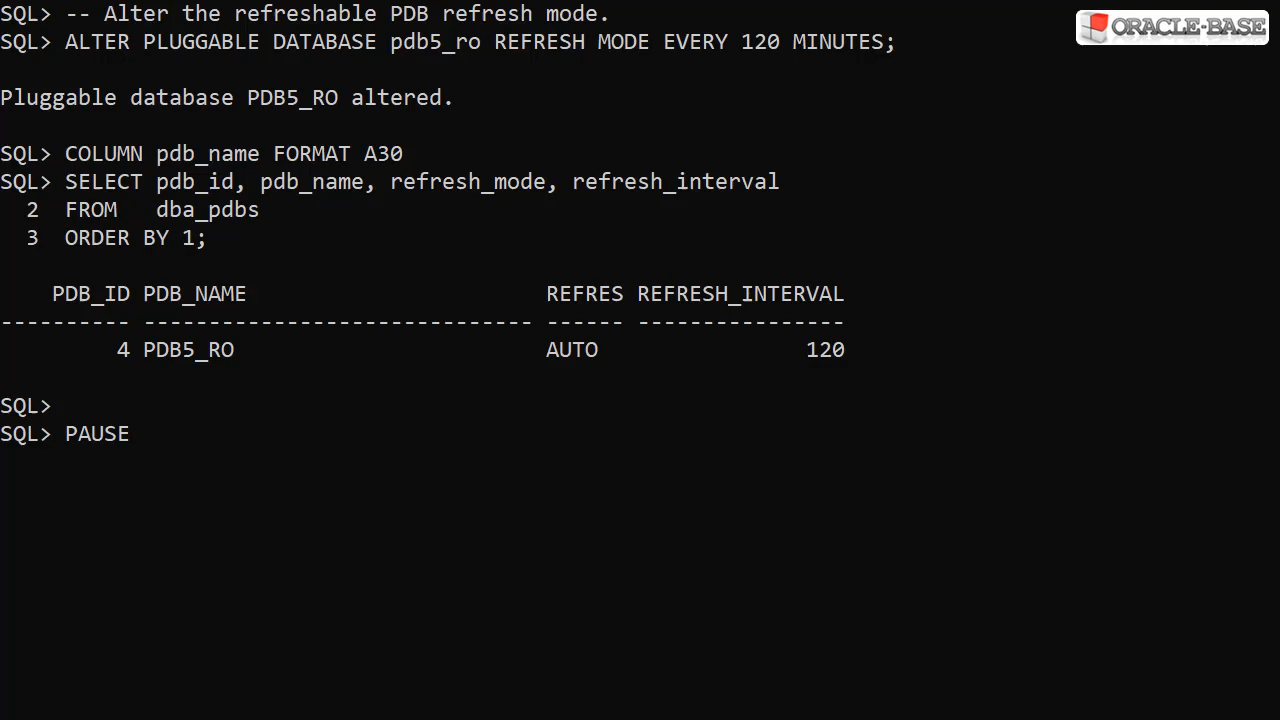 SQL> -- Alter the refreshable PDB refresh mode.
SQL> ALTER PLUGGABLE DATABASE pdb5_ro REFRESH MODE EVERY 120 MINUTES;
ORACLE-BASE
Pluggable database PDB5_RO altered.
SQL> COLUMN pdb_name FORMAT A30
SQL> SELECT pdb_id, pdb_name, refresh_mode, refresh_interval
  2  FROM   dba_pdbs
  3  ORDER BY 1;
    PDB_ID PDB_NAME                       REFRES REFRESH_INTERVAL
---------- ------------------------------ ------ ----------------
         4 PDB5_RO                        AUTO                120
SQL>
SQL> PAUSE